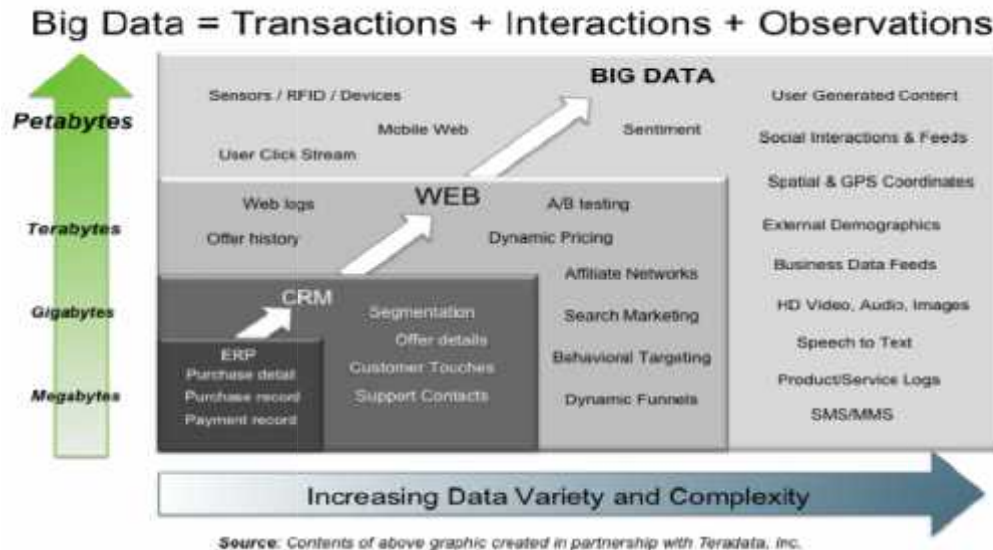 Big Data = Transactions + Interactions + Observations
BIG DATA
Sensors / RFID / Devices
Mobile Web
User Click Stream
Sentiment
User Generated Content
Social Interactions & Feeds
Spatial & GPS Coordinates
External Demographics
Business Data Feeds
HD Video, Audio, Images
Speech to Text
Product/Service Logs
SMS/MMS
WEB
Web logs
Offer history
A/B testing
Dynamic Pricing
Affiliate Networks
Search Marketing
Behavioral Targeting
Dynamic Funnels
CRM
Segmentation
Offer details
Customer Touches
Support Contacts
ERP
Purchase detail
Purchase record
Payment record
Petabytes
Terabytes
Gigabytes
Megabytes
Increasing Data Variety and Complexity
Source: Contents of above graphic created in partnership with Teradata, Inc.